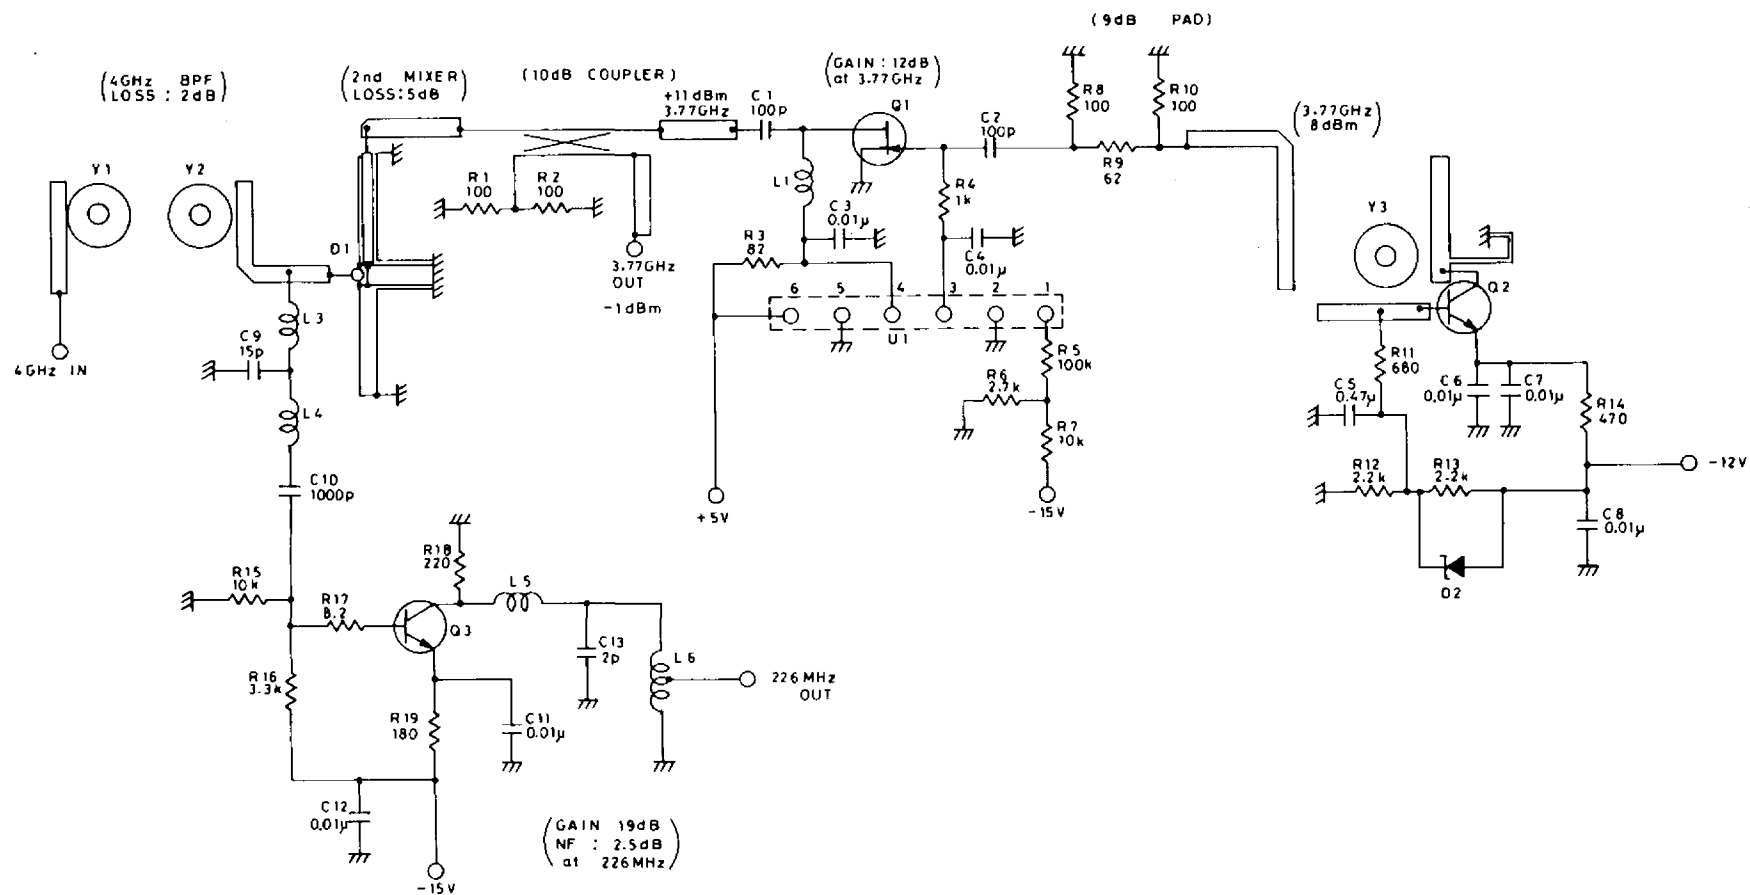 (9dB PAD)
(4GHz BPF
LOSS : 2dB)
(2nd MIXER
LOSS:5dB)
(10dB COUPLER)
+11dBm
3.77GHz
C1
100p
(GAIN : 12dB
at 3.77GHz)
Q1
C2
100p
R8
100
R10
100
R9
62
(3.77GHz
8dBm)
Y1
Y2
D1
R1
100
R2
100
3.77GHz
OUT
-1dBm
L1
C3
0.01µ
R3
82
R4
1k
C4
0.01µ
6
5
4
3
2
1
U1
Y3
Q2
4GHz IN
L3
C9
15p
L4
C10
1000p
R5
100k
R6
2.7k
R7
10k
+5V
-15V
R11
680
C5
0.47µ
C6
0.01µ
C7
0.01µ
R14
470
R12
2.2k
R13
2.2k
-12V
C8
0.01µ
D2
R15
10k
R17
8.2
R18
220
L5
Q3
C13
2p
L6
226MHz
OUT
R16
3.3k
R19
180
C11
0.01µ
C12
0.01µ
-15V
(GAIN 19dB
NF : 2.5dB
at 226MHz)